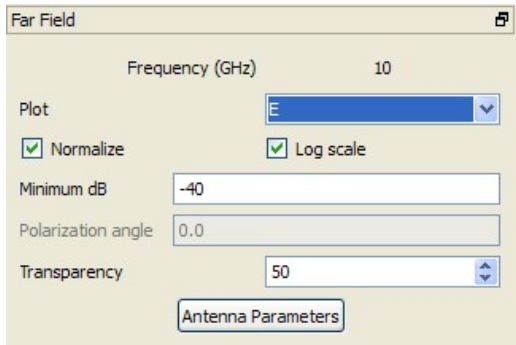 Far Field
Frequency (GHz) 10
Plot E
Normalize Log scale
Minimum dB -40
Polarization angle 0.0
Transparency 50
Antenna Parameters